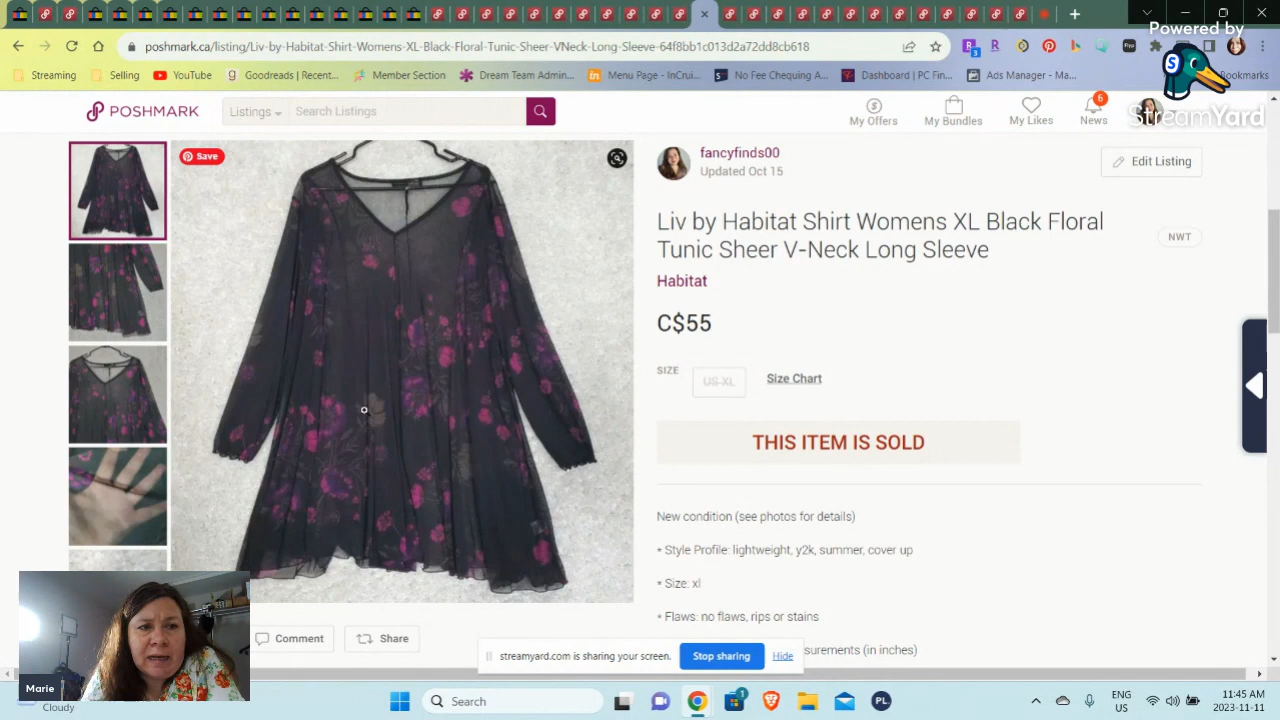 Powered by
StreamYard
poshmark.ca/listing/Liv-by-Habitat-Shirt-Womens-XL-Black-Floral-Tunic-Sheer-VNeck-Long-Sleeve-64f8bb1c013d2a72dd8cb618
Streaming
Selling
YouTube
Goodreads | Recent...
Member Section
Dream Team Admin...
Menu Page - InCrui...
No Fee Chequing A...
Dashboard | PC Fin...
Ads Manager - Ma...
Bookmarks
POSHMARK
Listings
Search Listings
My Offers
My Bundles
My Likes
News
6
Save
fancyfinds00
Updated Oct 15
Edit Listing
Liv by Habitat Shirt Womens XL Black Floral
Tunic Sheer V-Neck Long Sleeve
NWT
Habitat
C$55
SIZE
US XL
Size Chart
THIS ITEM IS SOLD
New condition (see photos for details)
* Style Profile: lightweight, y2k, summer, cover up
* Size: xl
* Flaws: no flaws, rips or stains
surements (in inches)
Comment
Share
streamyard.com is sharing your screen.
Stop sharing
Hide
Marie
Cloudy
Search
PL
ENG
US
11:45 AM
2023-11-11